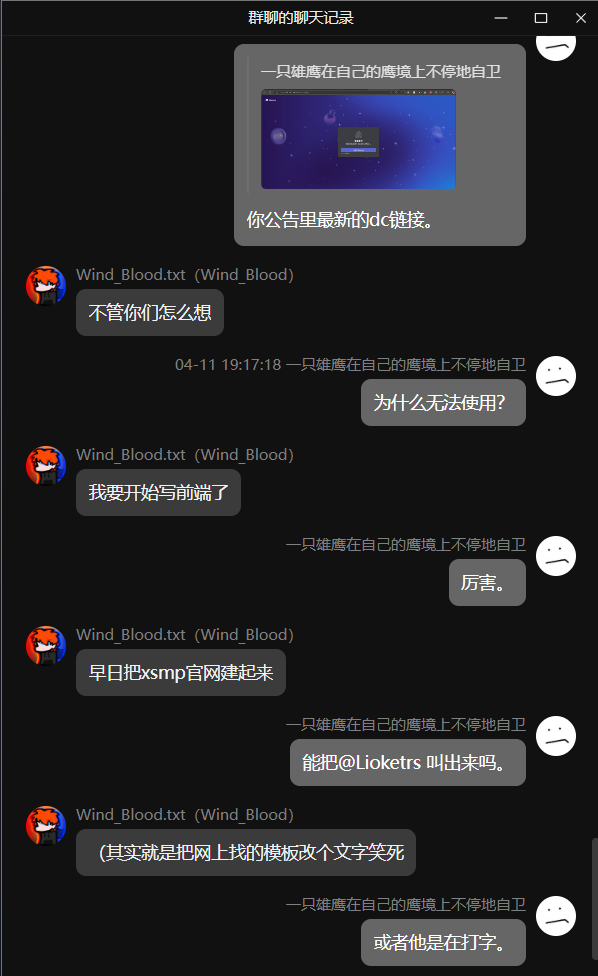 群聊的聊天记录
一只雄鹰在自己的鹰境上不停地自卫
你公告里最新的dc链接。
Wind_Blood.txt（Wind_Blood）
不管你们怎么想
04-11 19:17:18 一只雄鹰在自己的鹰境上不停地自卫
为什么无法使用？
Wind_Blood.txt（Wind_Blood）
我要开始写前端了
一只雄鹰在自己的鹰境上不停地自卫
厉害。
Wind_Blood.txt（Wind_Blood）
早日把xsmp官网建起来
一只雄鹰在自己的鹰境上不停地自卫
能把@Lioketrs 叫出来吗。
Wind_Blood.txt（Wind_Blood）
（其实就是把网上找的模板改个文字笑死
一只雄鹰在自己的鹰境上不停地自卫
或者他是在打字。